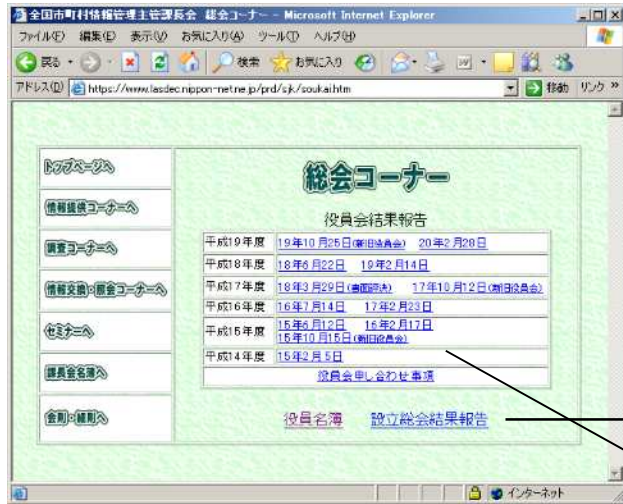 全国市町村情報管理主管課長会 総会コーナー - Microsoft Internet Explorer
ファイル(F) 編集(E) 表示(V) お気に入り(A) ツール(T) ヘルプ(H)
戻る 検索 お気に入り
アドレス(D) https://www.lasdec.nippon-net.ne.jp/prd/sjk/soukai.htm 移動 リンク »
トップページへ
情報提供コーナーへ
調査コーナーへ
情報交換・照会コーナーへ
セミナーへ
課長会名簿へ
会則・細則へ
総会コーナー
役員会結果報告
平成19年度 19年10月25日(新旧役員会) 20年2月28日
平成18年度 18年6月22日 19年2月14日
平成17年度 18年3月29日(書面評決) 17年10月12日(新旧役員会)
平成16年度 16年7月14日 17年2月23日
平成15年度 15年6月12日 16年2月17日
15年10月15日(新旧役員会)
平成14年度 15年2月5日
役員会申し合わせ事項
役員名簿 設立総会結果報告
インターネット